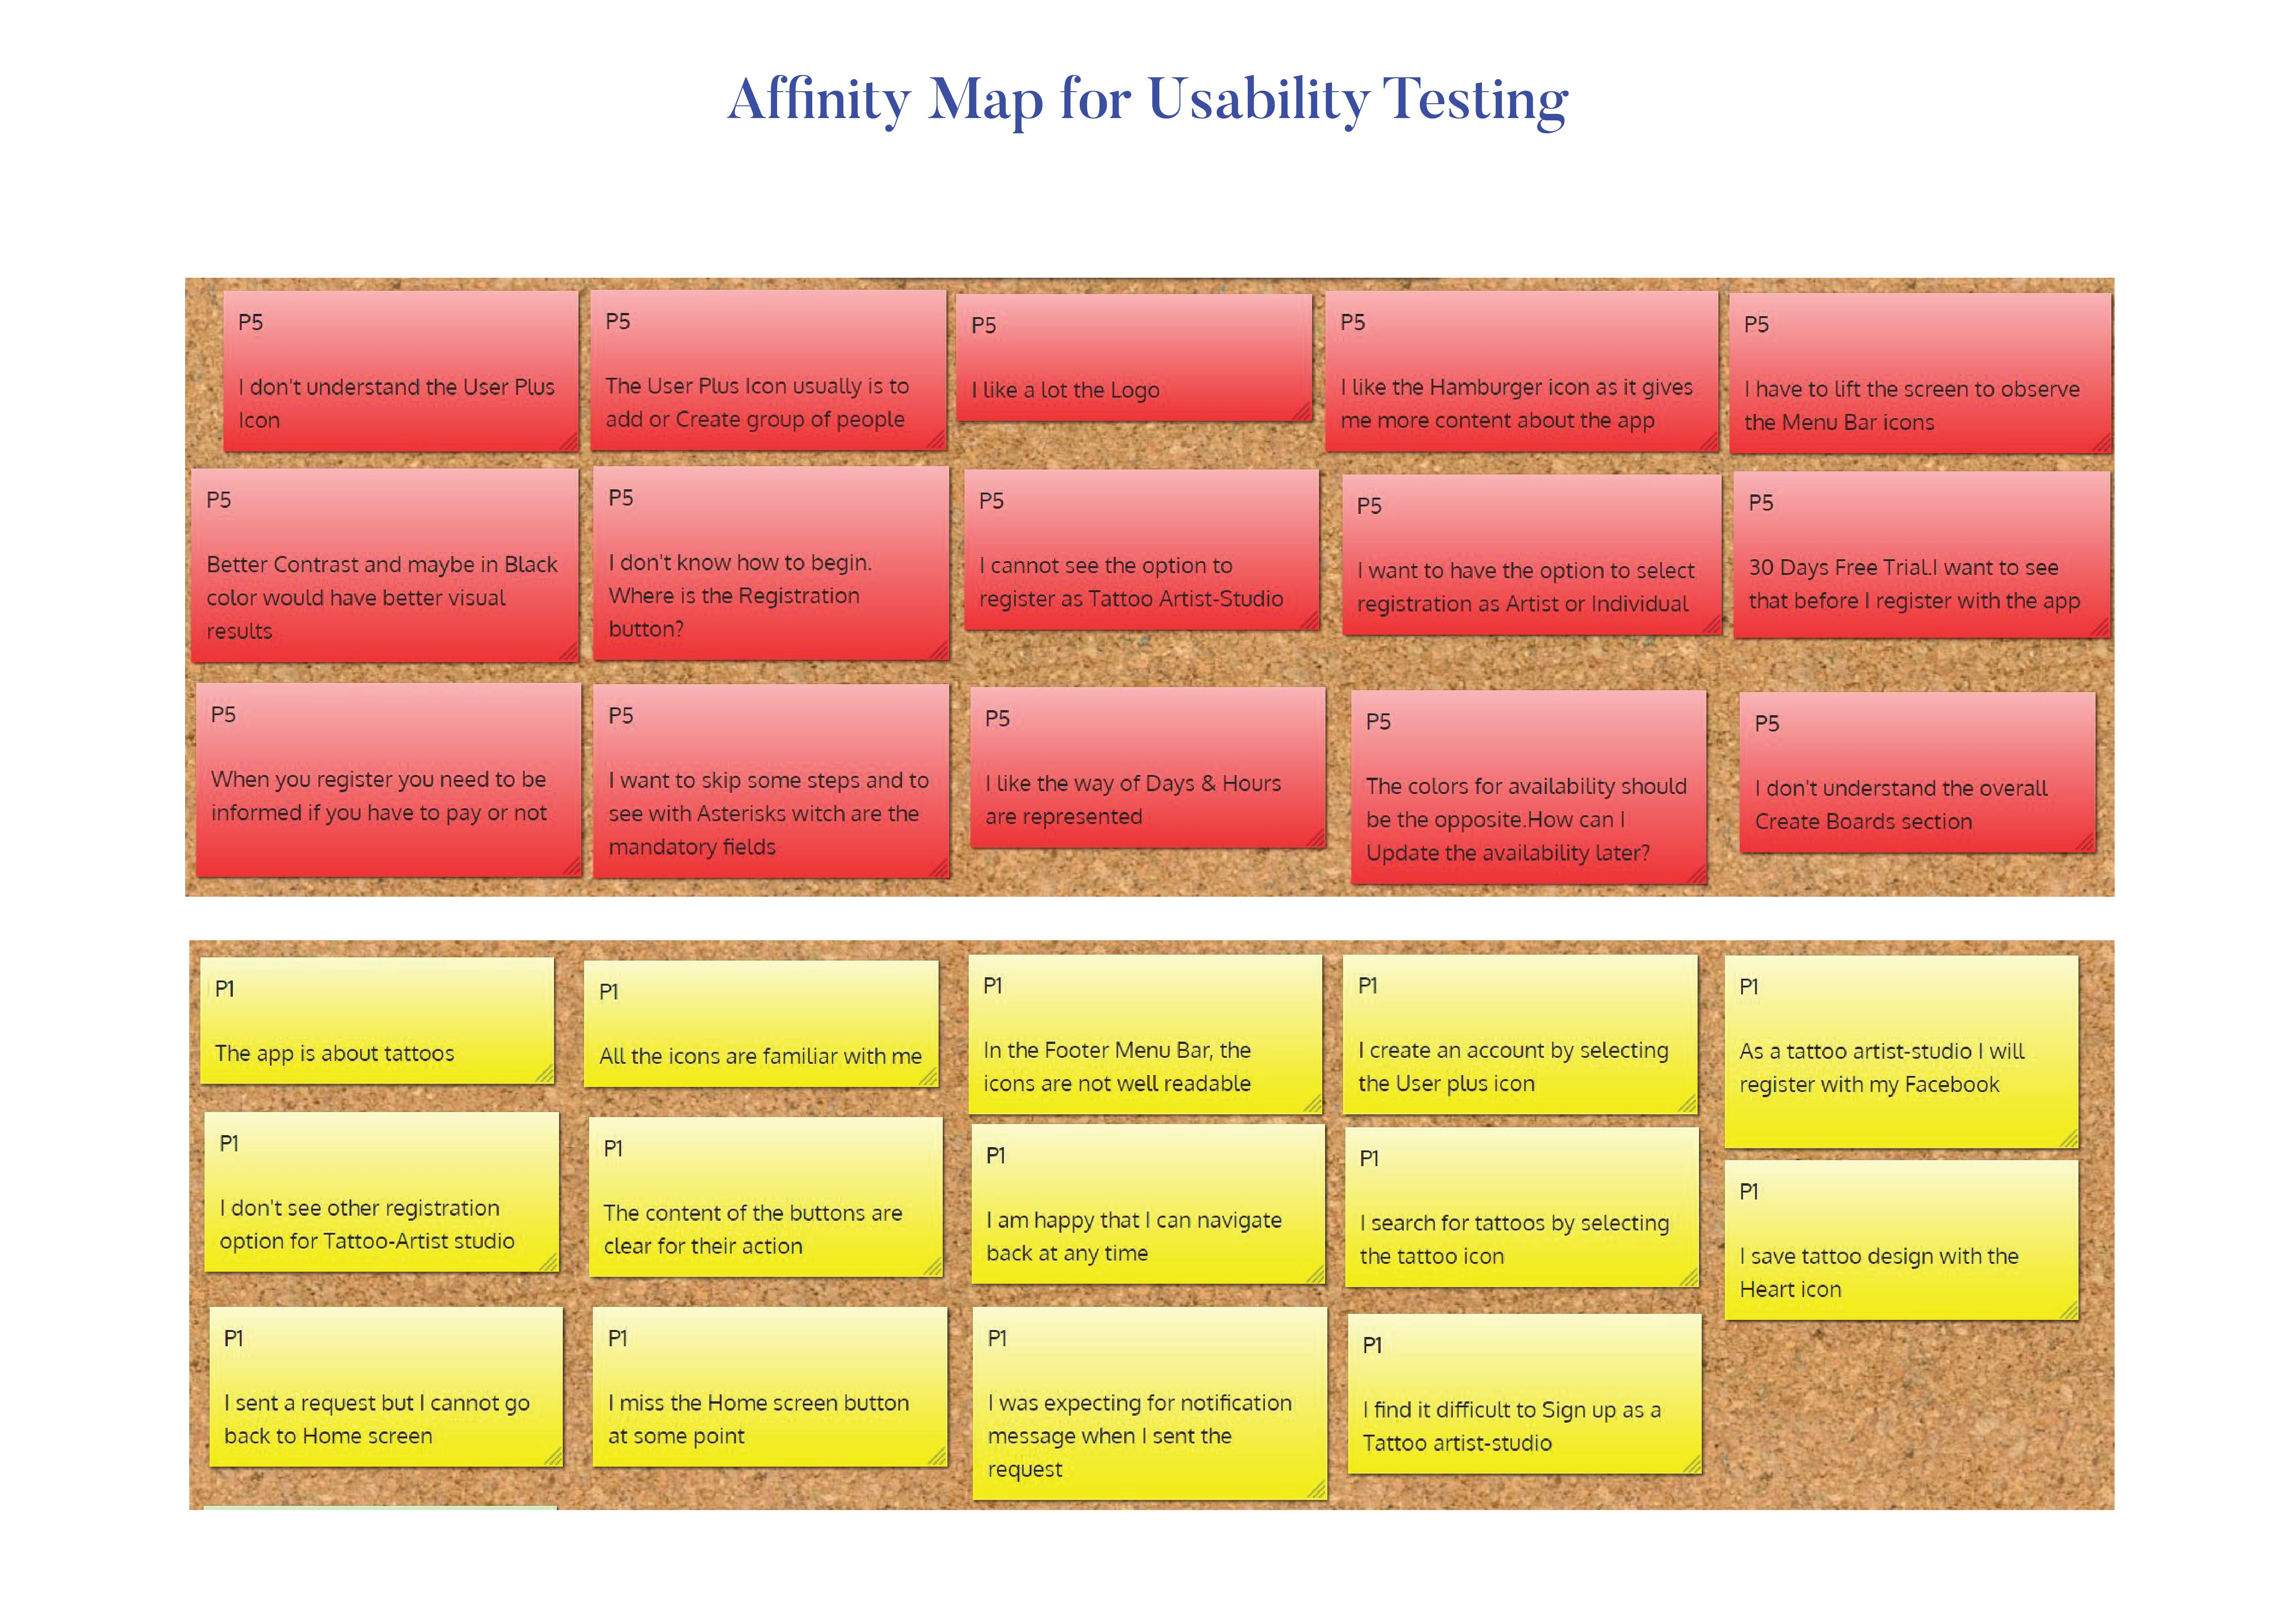 Affinity Map for Usability Testing
P5
I don't understand the User Plus
Icon
P5
The User Plus Icon usually is to
add or Create group of people
P5
I like a lot the Logo
P5
I like the Hamburger icon as it gives
me more content about the app
P5
I have to lift the screen to observe
the Menu Bar icons
P5
Better Contrast and maybe in Black
color would have better visual
results
P5
I don't know how to begin.
Where is the Registration
button?
P5
I cannot see the option to
register as Tattoo Artist-Studio
P5
I want to have the option to select
registration as Artist or Individual
P5
30 Days Free Trial.I want to see
that before I register with the app
P5
When you register you need to be
informed if you have to pay or not
P5
I want to skip some steps and to
see with Asterisks witch are the
mandatory fields
P5
I like the way of Days & Hours
are represented
P5
The colors for availability should
be the opposite.How can I
Update the availability later?
P5
I don't understand the overall
Create Boards section
P1
The app is about tattoos
P1
All the icons are familiar with me
P1
In the Footer Menu Bar, the
icons are not well readable
P1
I create an account by selecting
the User plus icon
P1
As a tattoo artist-studio I will
register with my Facebook
P1
I don't see other registration
option for Tattoo-Artist studio
P1
The content of the buttons are
clear for their action
P1
I am happy that I can navigate
back at any time
P1
I search for tattoos by selecting
the tattoo icon
P1
I save tattoo design with the
Heart icon
P1
I sent a request but I cannot go
back to Home screen
P1
I miss the Home screen button
at some point
P1
I was expecting for notification
message when I sent the
request
P1
I find it difficult to Sign up as a
Tattoo artist-studio